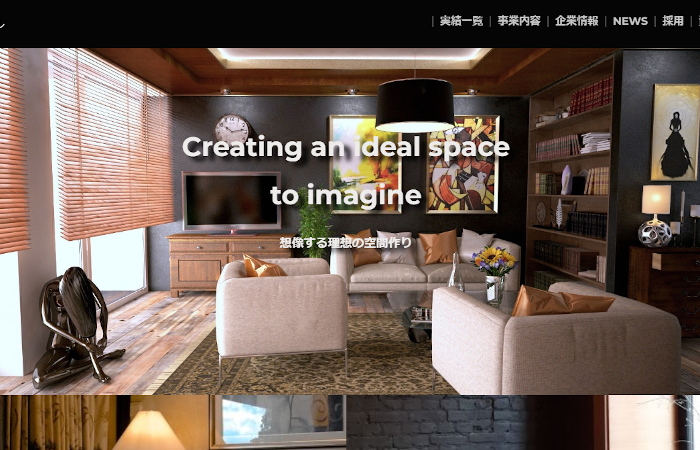 実績一覧 事業内容 企業情報 NEWS 採用
Creating an ideal space
to imagine
想像する理想の空間作り